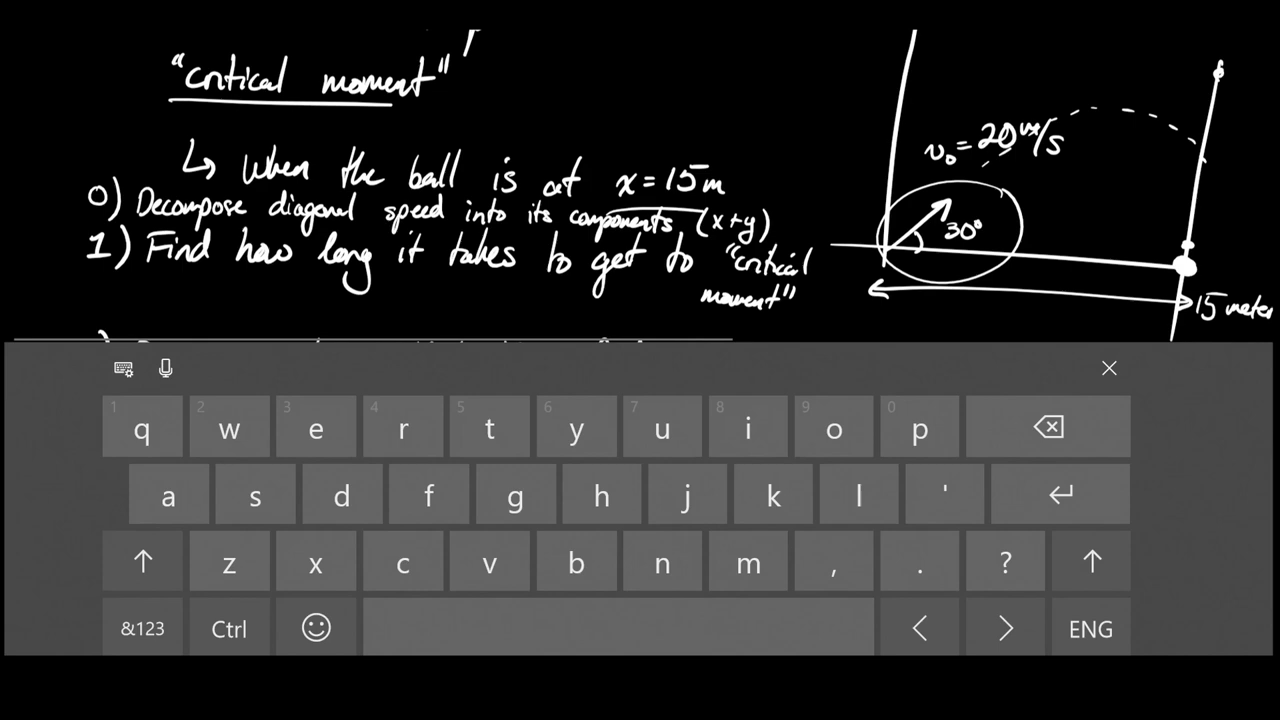 "critical moment"
↳ When the ball is at x = 15m
0) Decompose diagonal speed into its components (x+y)
1) Find how long it takes to get to "critical
moment"
v₀ = 20 m/s
30°
15 meter
1 2 3 4 5 6 7 8 9 0
q w e r t y u i o p
a s d f g h j k l '
z x c v b n m , . ?
&123 Ctrl ENG